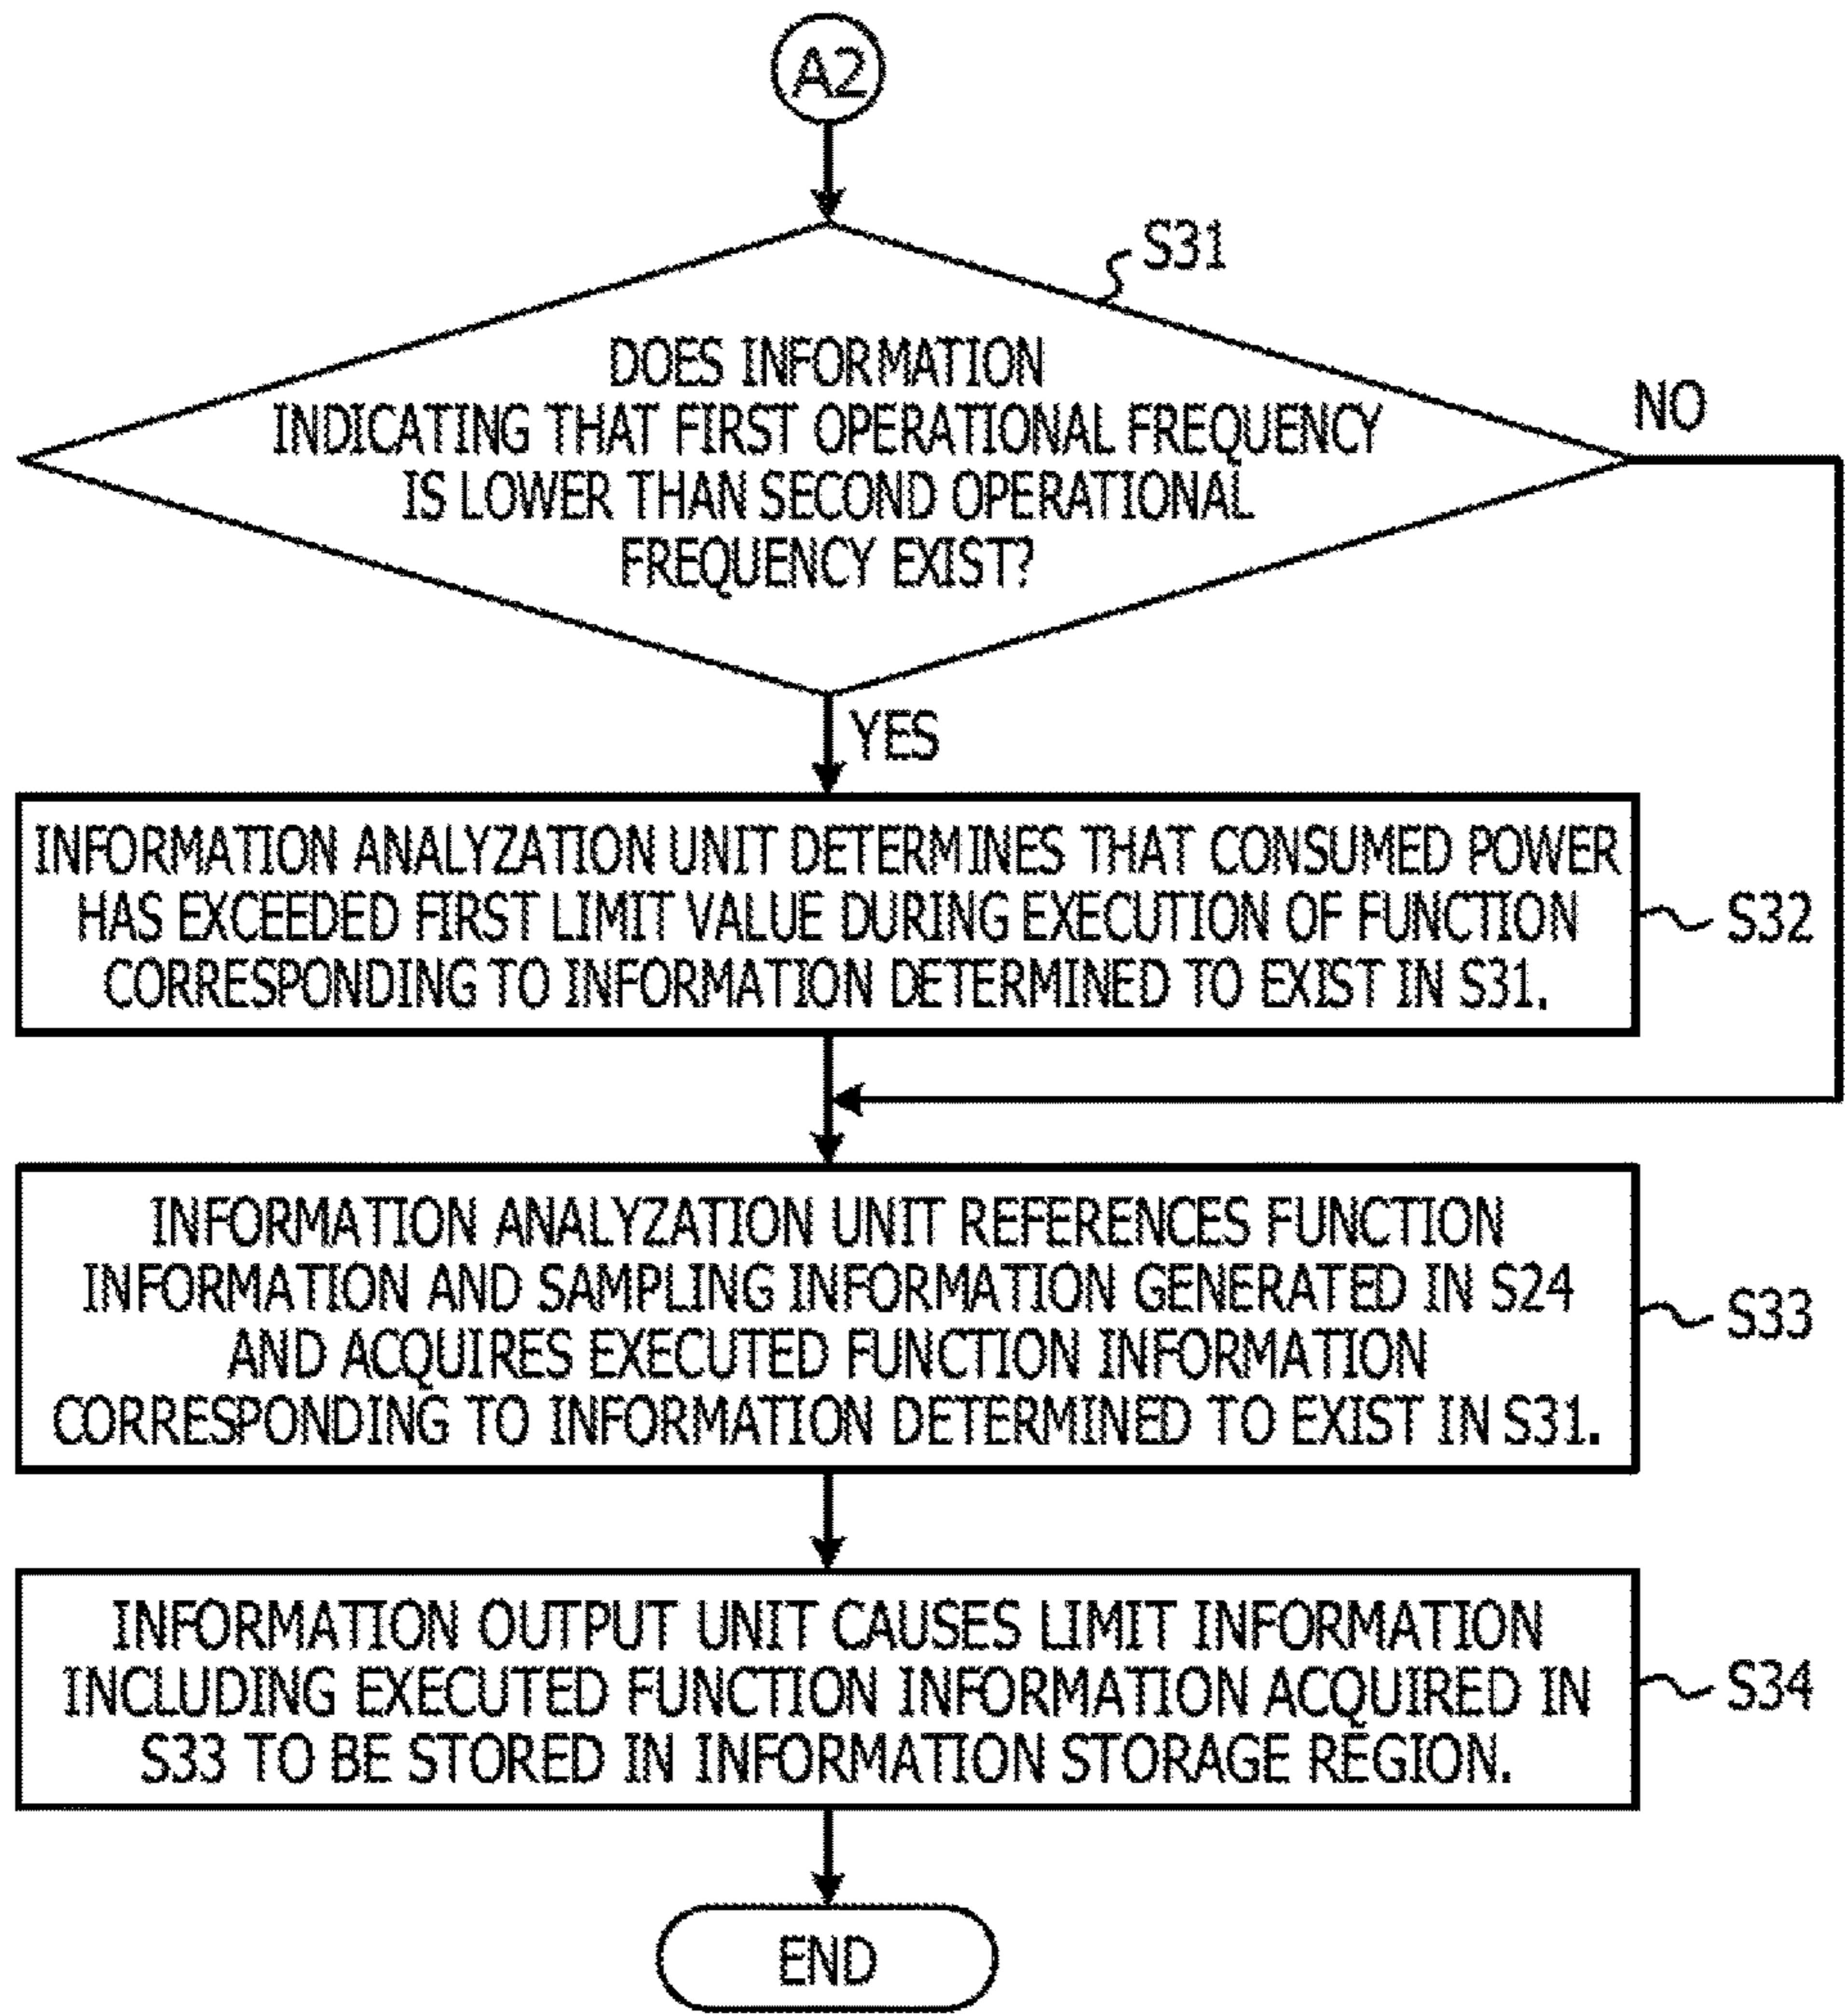 A2
S31
DOES INFORMATION
INDICATING THAT FIRST OPERATIONAL FREQUENCY
IS LOWER THAN SECOND OPERATIONAL
FREQUENCY EXIST?
NO
YES
INFORMATION ANALYZATION UNIT DETERMINES THAT CONSUMED POWER
HAS EXCEEDED FIRST LIMIT VALUE DURING EXECUTION OF FUNCTION
CORRESPONDING TO INFORMATION DETERMINED TO EXIST IN S31.
S32
INFORMATION ANALYZATION UNIT REFERENCES FUNCTION
INFORMATION AND SAMPLING INFORMATION GENERATED IN S24
AND ACQUIRES EXECUTED FUNCTION INFORMATION
CORRESPONDING TO INFORMATION DETERMINED TO EXIST IN S31.
S33
INFORMATION OUTPUT UNIT CAUSES LIMIT INFORMATION
INCLUDING EXECUTED FUNCTION INFORMATION ACQUIRED IN
S33 TO BE STORED IN INFORMATION STORAGE REGION.
S34
END